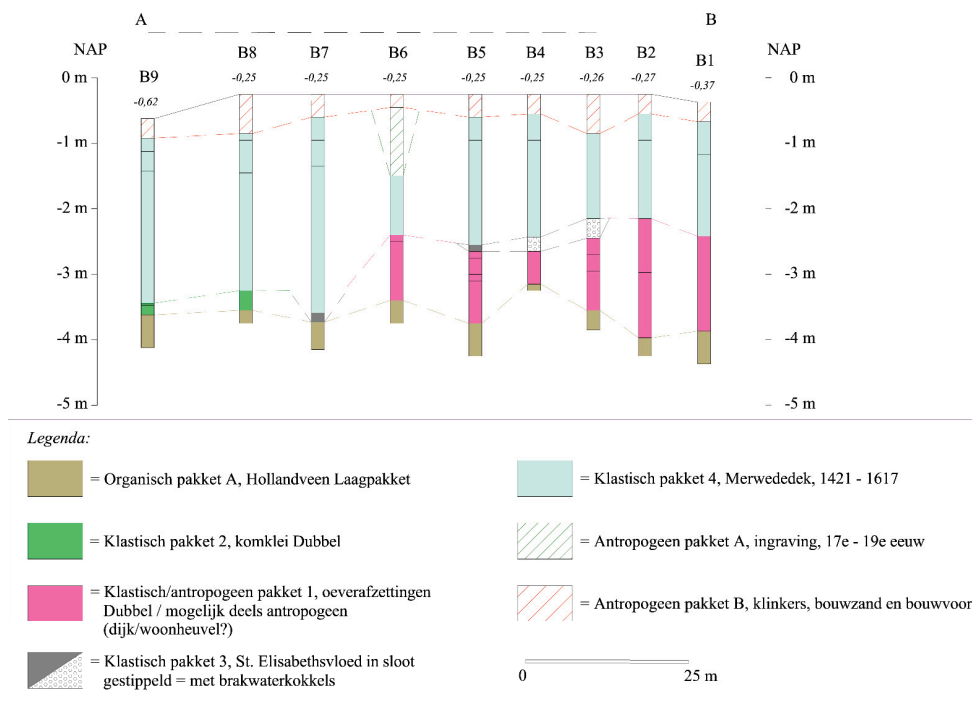 A B
NAP B8 B7 B6 B5 B4 B3 B2 B1 NAP
0 m B9 -0,25 -0,25 -0,25 -0,25 -0,25 -0,26 -0,27 -0,37 0 m
-0,62
-1 m -1 m
-2 m -2 m
-3 m -3 m
-4 m -4 m
-5 m -5 m
Legenda:
= Organisch pakket A, Hollandveen Laagpakket
= Klastisch pakket 2, komklei Dubbel
= Klastisch/antropogeen pakket 1, oeverafzettingen
Dubbel / mogelijk deels antropogeen
(dijk/woonheuvel?)
= Klastisch pakket 3, St. Elisabethsvloed in sloot
gestippeld = met brakwaterkokkels
= Klastisch pakket 4, Merwededek, 1421 - 1617
= Antropogeen pakket A, ingraving, 17e - 19e eeuw
= Antropogeen pakket B, klinkers, bouwzand en bouwvoor
0 25 m